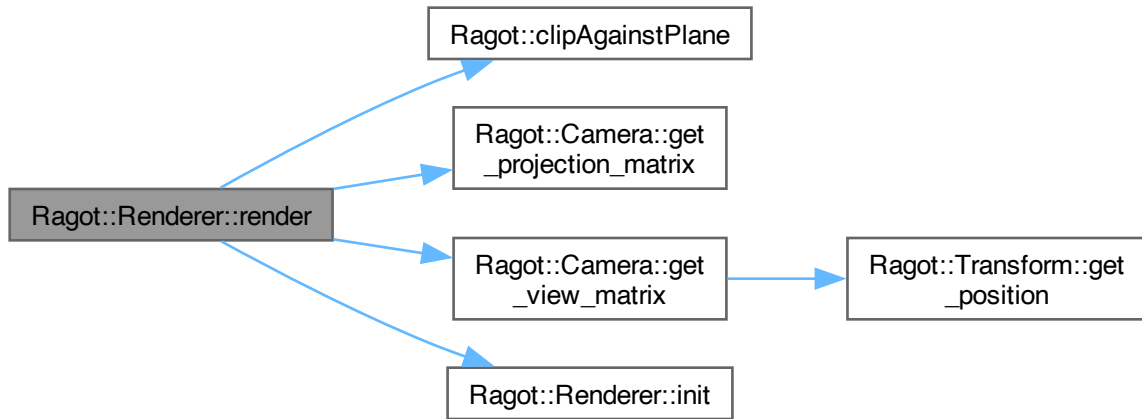 Ragot::clipAgainstPlane
Ragot::Camera::get
_projection_matrix
Ragot::Renderer::render
Ragot::Camera::get
_view_matrix
Ragot::Transform::get
_position
Ragot::Renderer::init